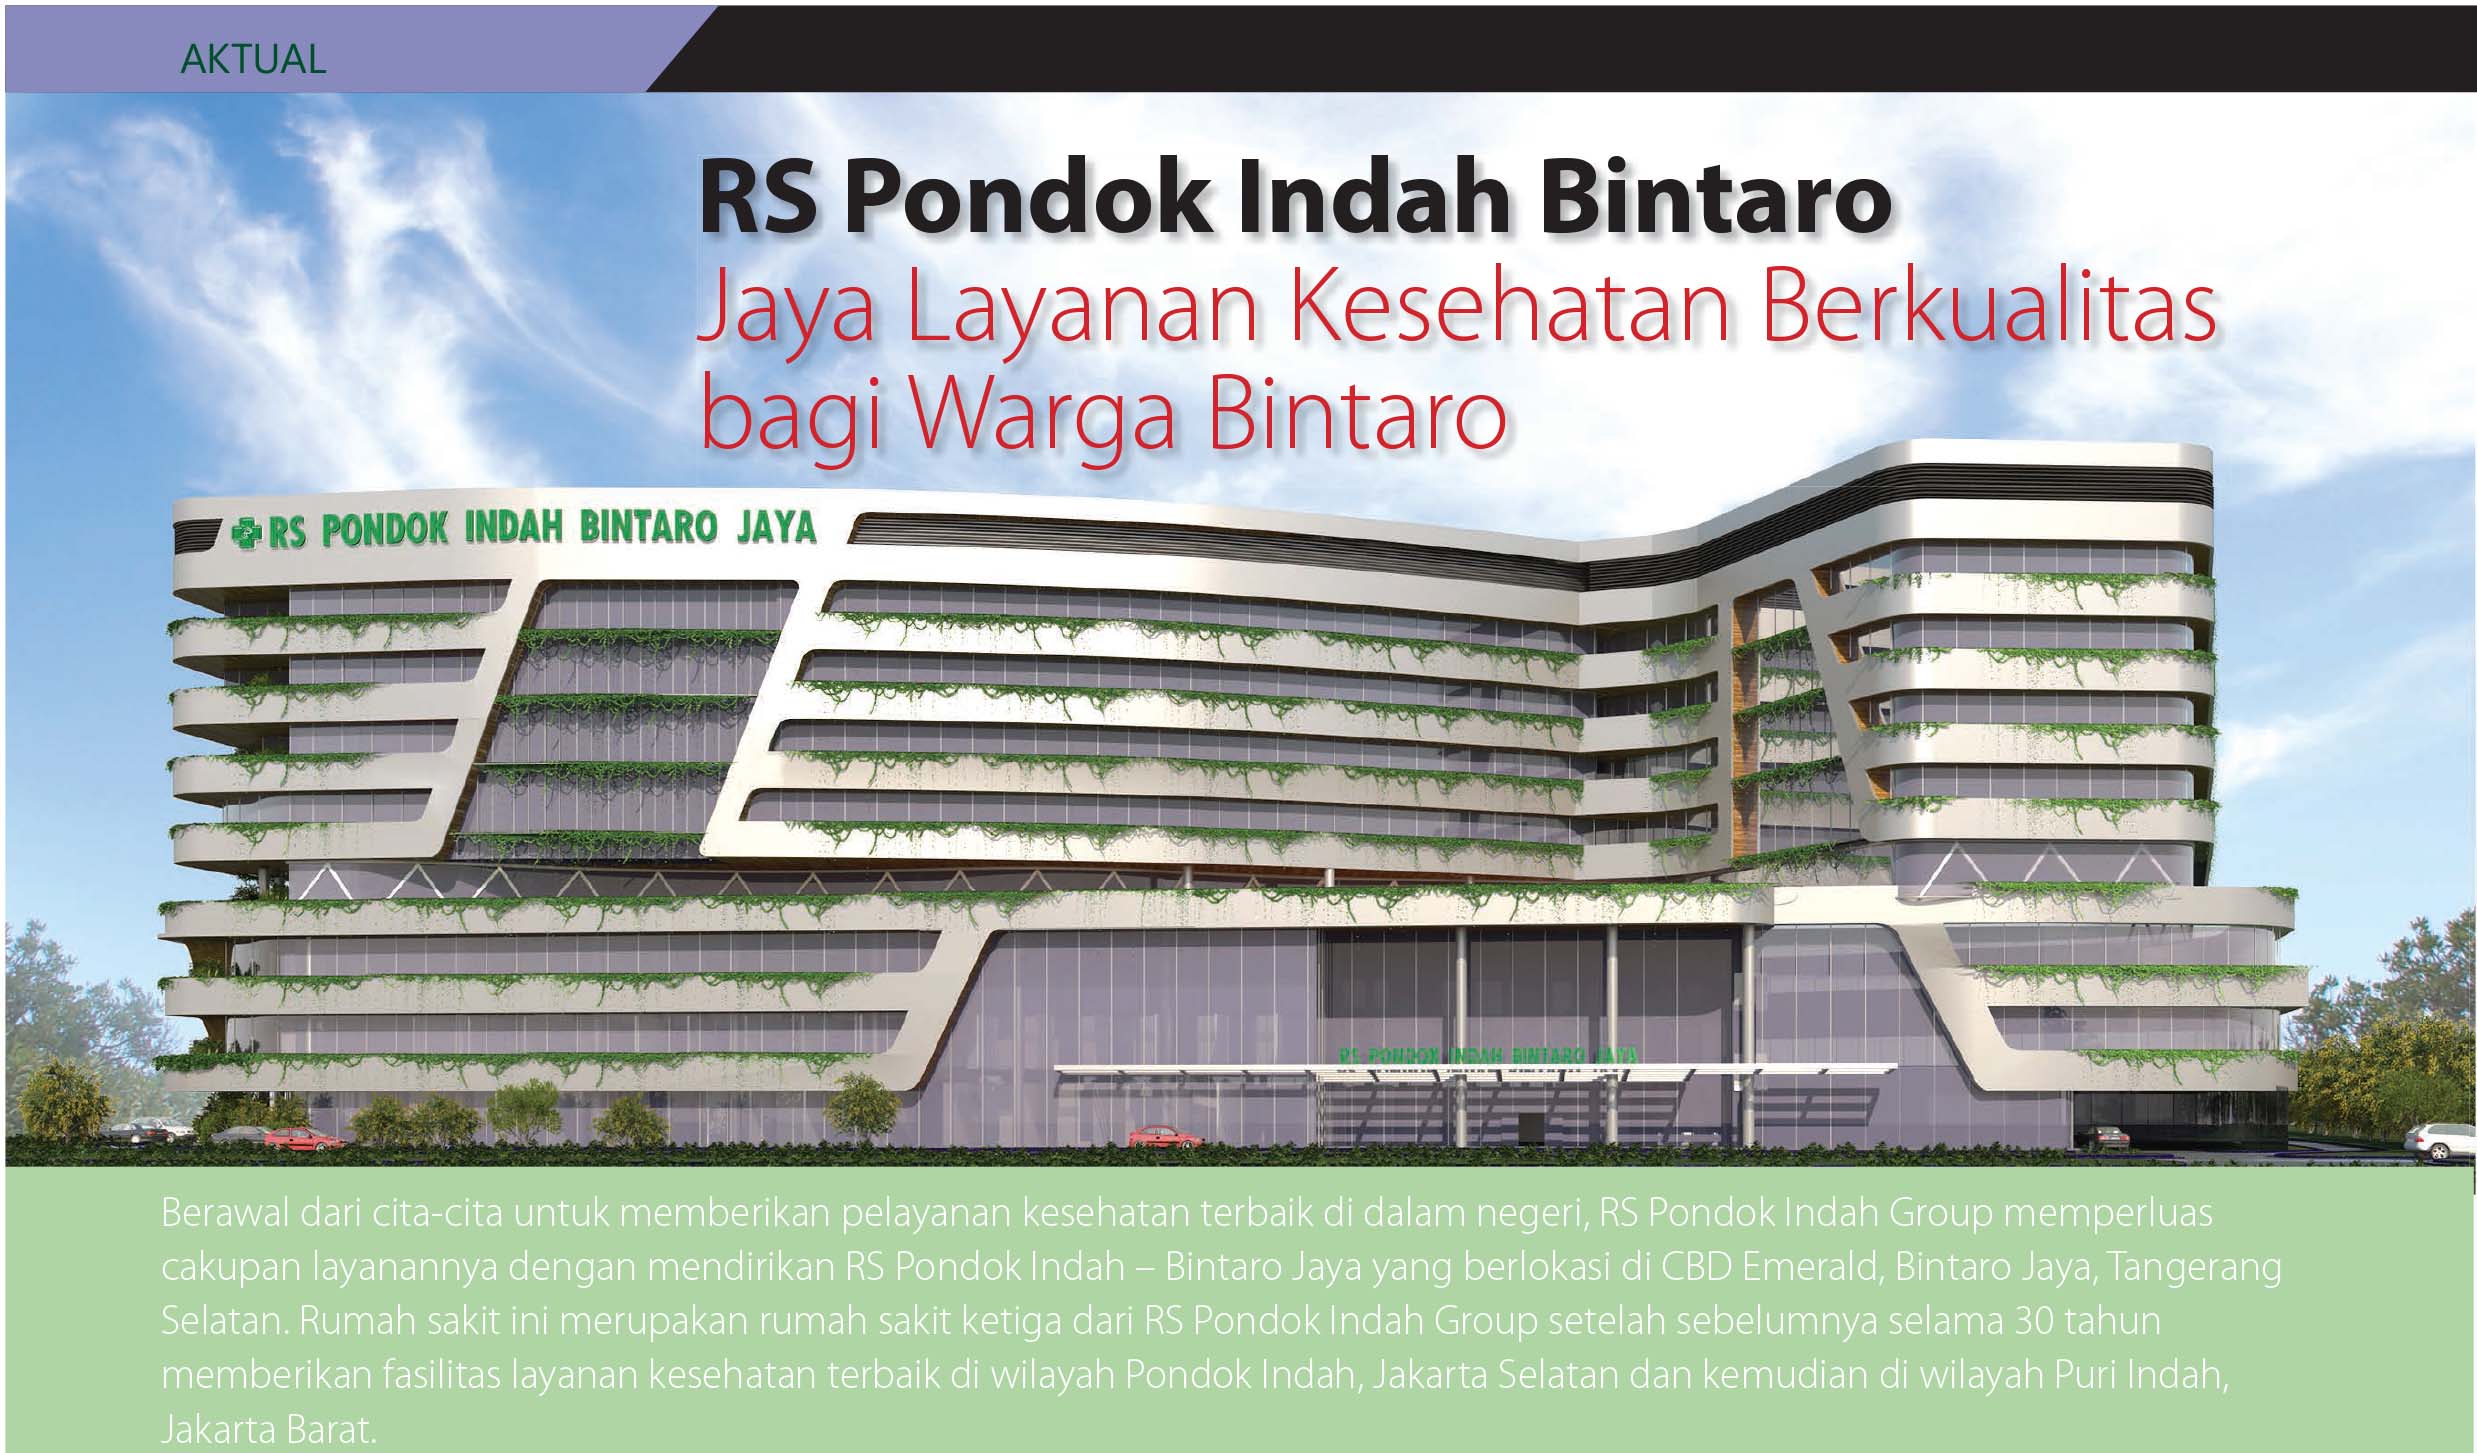 AKTUAL
RS Pondok Indah Bintaro
Jaya Layanan Kesehatan Berkualitas
bagi Warga Bintaro
RS PONDOK INDAH BINTARO JAYA
RS PONDOK INDAH BINTARO JAYA
Berawal dari cita-cita untuk memberikan pelayanan kesehatan terbaik di dalam negeri, RS Pondok Indah Group memperluas
cakupan layanannya dengan mendirikan RS Pondok Indah – Bintaro Jaya yang berlokasi di CBD Emerald, Bintaro Jaya, Tangerang
Selatan. Rumah sakit ini merupakan rumah sakit ketiga dari RS Pondok Indah Group setelah sebelumnya selama 30 tahun
memberikan fasilitas layanan kesehatan terbaik di wilayah Pondok Indah, Jakarta Selatan dan kemudian di wilayah Puri Indah,
Jakarta Barat.